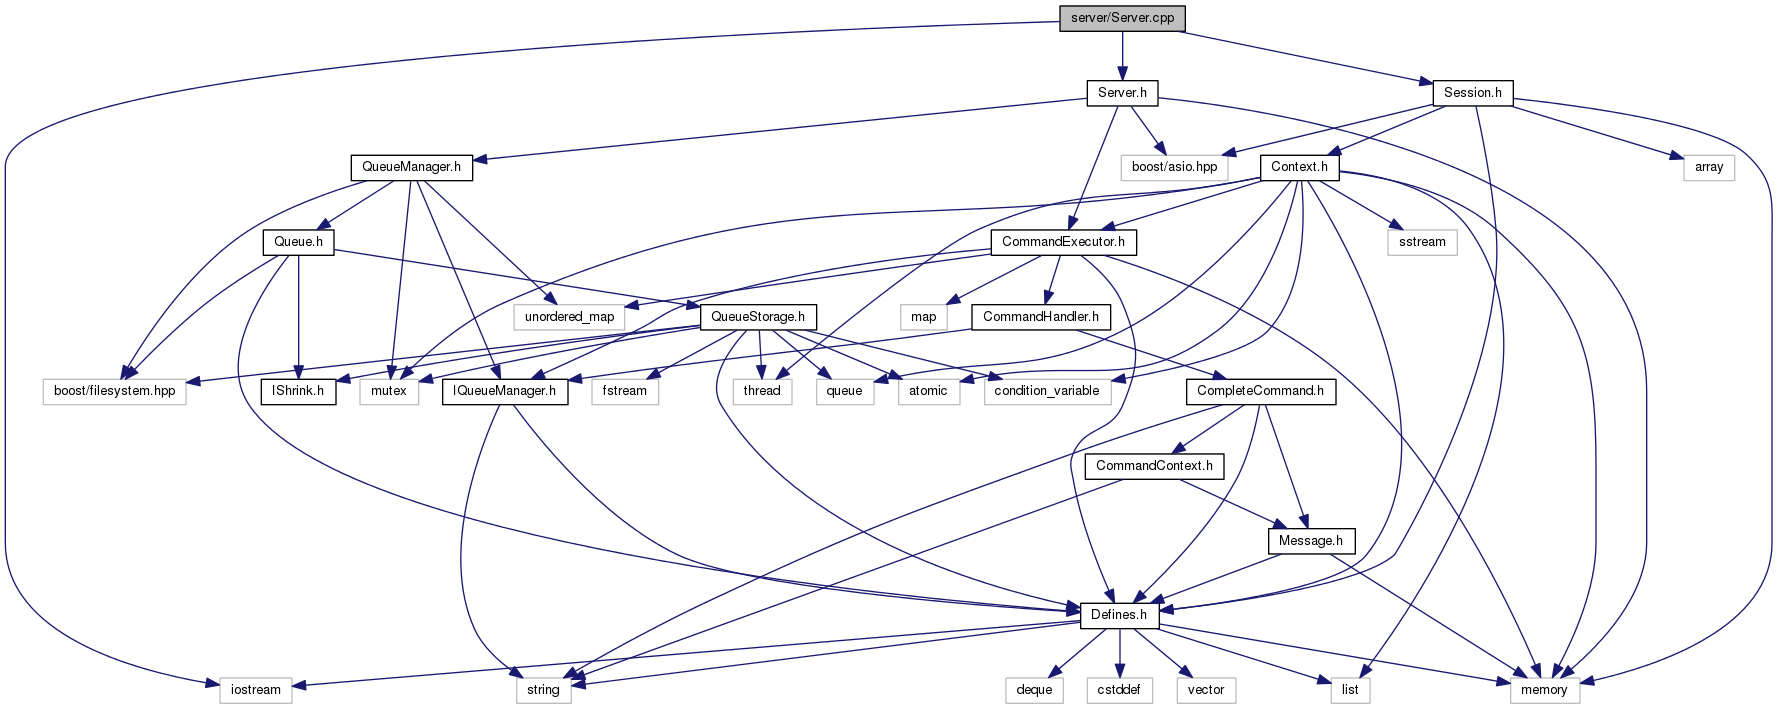 server/Server.cpp
Server.h
Session.h
QueueManager.h
boost/asio.hpp
Context.h
array
Queue.h
CommandExecutor.h
sstream
unordered_map
QueueStorage.h
map
CommandHandler.h
boost/filesystem.hpp
IShrink.h
mutex
IQueueManager.h
fstream
thread
queue
atomic
condition_variable
CompleteCommand.h
CommandContext.h
Message.h
Defines.h
iostream
string
deque
cstddef
vector
list
memory